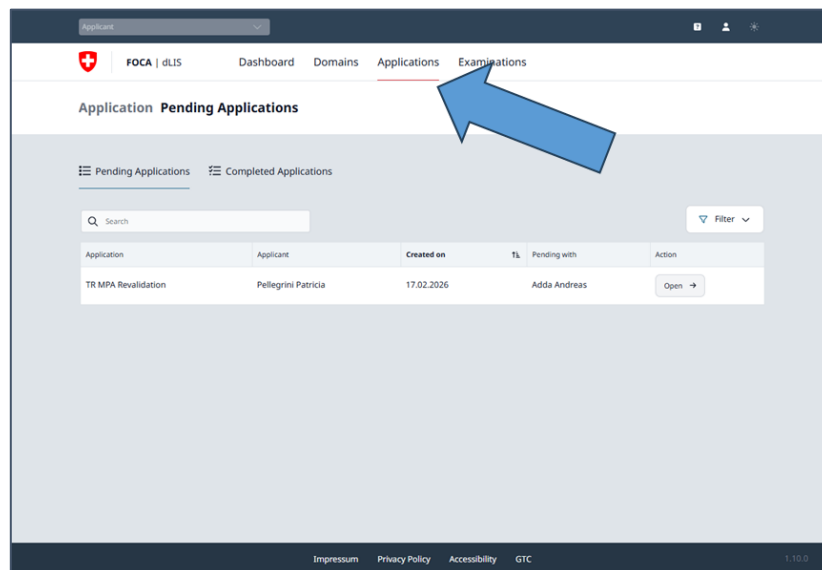 Applicant
FOCA | dLIS
Dashboard Domains Applications Examinations
Application Pending Applications
Pending Applications Completed Applications
Search
Filter
Application Applicant Created on Pending with Action
TR MPA Revalidation Pellegrini Patricia 17.02.2026 Adda Andreas Open
Impressum Privacy Policy Accessibility GTC
1.10.0